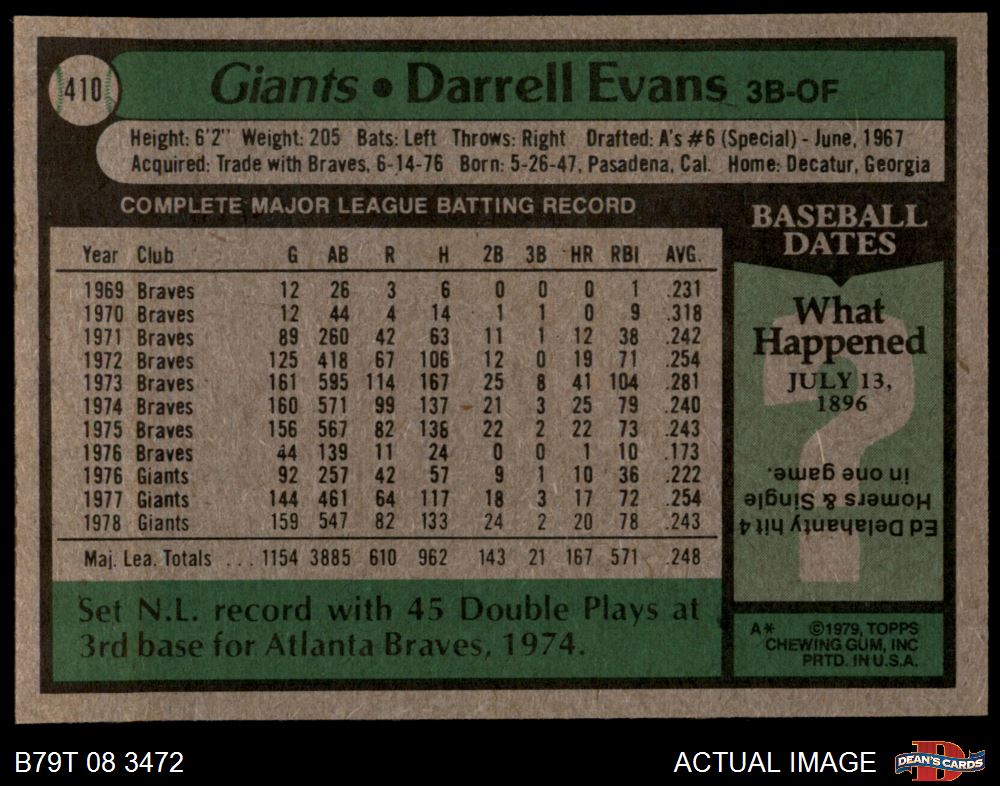 410
Giants • Darrell Evans 3B-OF
Height: 6'2" Weight: 205 Bats: Left Throws: Right Drafted: A's #6 (Special) - June, 1967
Acquired: Trade with Braves, 6-14-76 Born: 5-26-47, Pasadena, Cal. Home: Decatur, Georgia
COMPLETE MAJOR LEAGUE BATTING RECORD
Year Club G AB R H 2B 3B HR RBI AVG.
1969 Braves 12 26 3 6 0 0 0 1 .231
1970 Braves 12 44 4 14 1 1 0 9 .318
1971 Braves 89 260 42 63 11 1 12 38 .242
1972 Braves 125 418 67 106 12 0 19 71 .254
1973 Braves 161 595 114 167 25 8 41 104 .281
1974 Braves 160 571 99 137 21 3 25 79 .240
1975 Braves 156 567 82 138 22 2 22 73 .243
1976 Braves 44 139 11 24 0 0 1 10 .173
1976 Giants 92 257 42 57 9 1 10 36 .222
1977 Giants 144 461 64 117 18 3 17 72 .254
1978 Giants 159 547 82 133 24 2 20 78 .243
Maj. Lea. Totals ... 1154 3885 610 962 143 21 167 571 .248
Set N.L. record with 45 Double Plays at
3rd base for Atlanta Braves, 1974.
BASEBALL
DATES
What
Happened
JULY 13,
1896
?
Ed Delahanty hit 4
Homers & Single
in one game.
A* ©1979, TOPPS
CHEWING GUM, INC
PRTD. IN U.S.A.
B79T 08 3472
ACTUAL IMAGE
D
DEAN'S CARDS